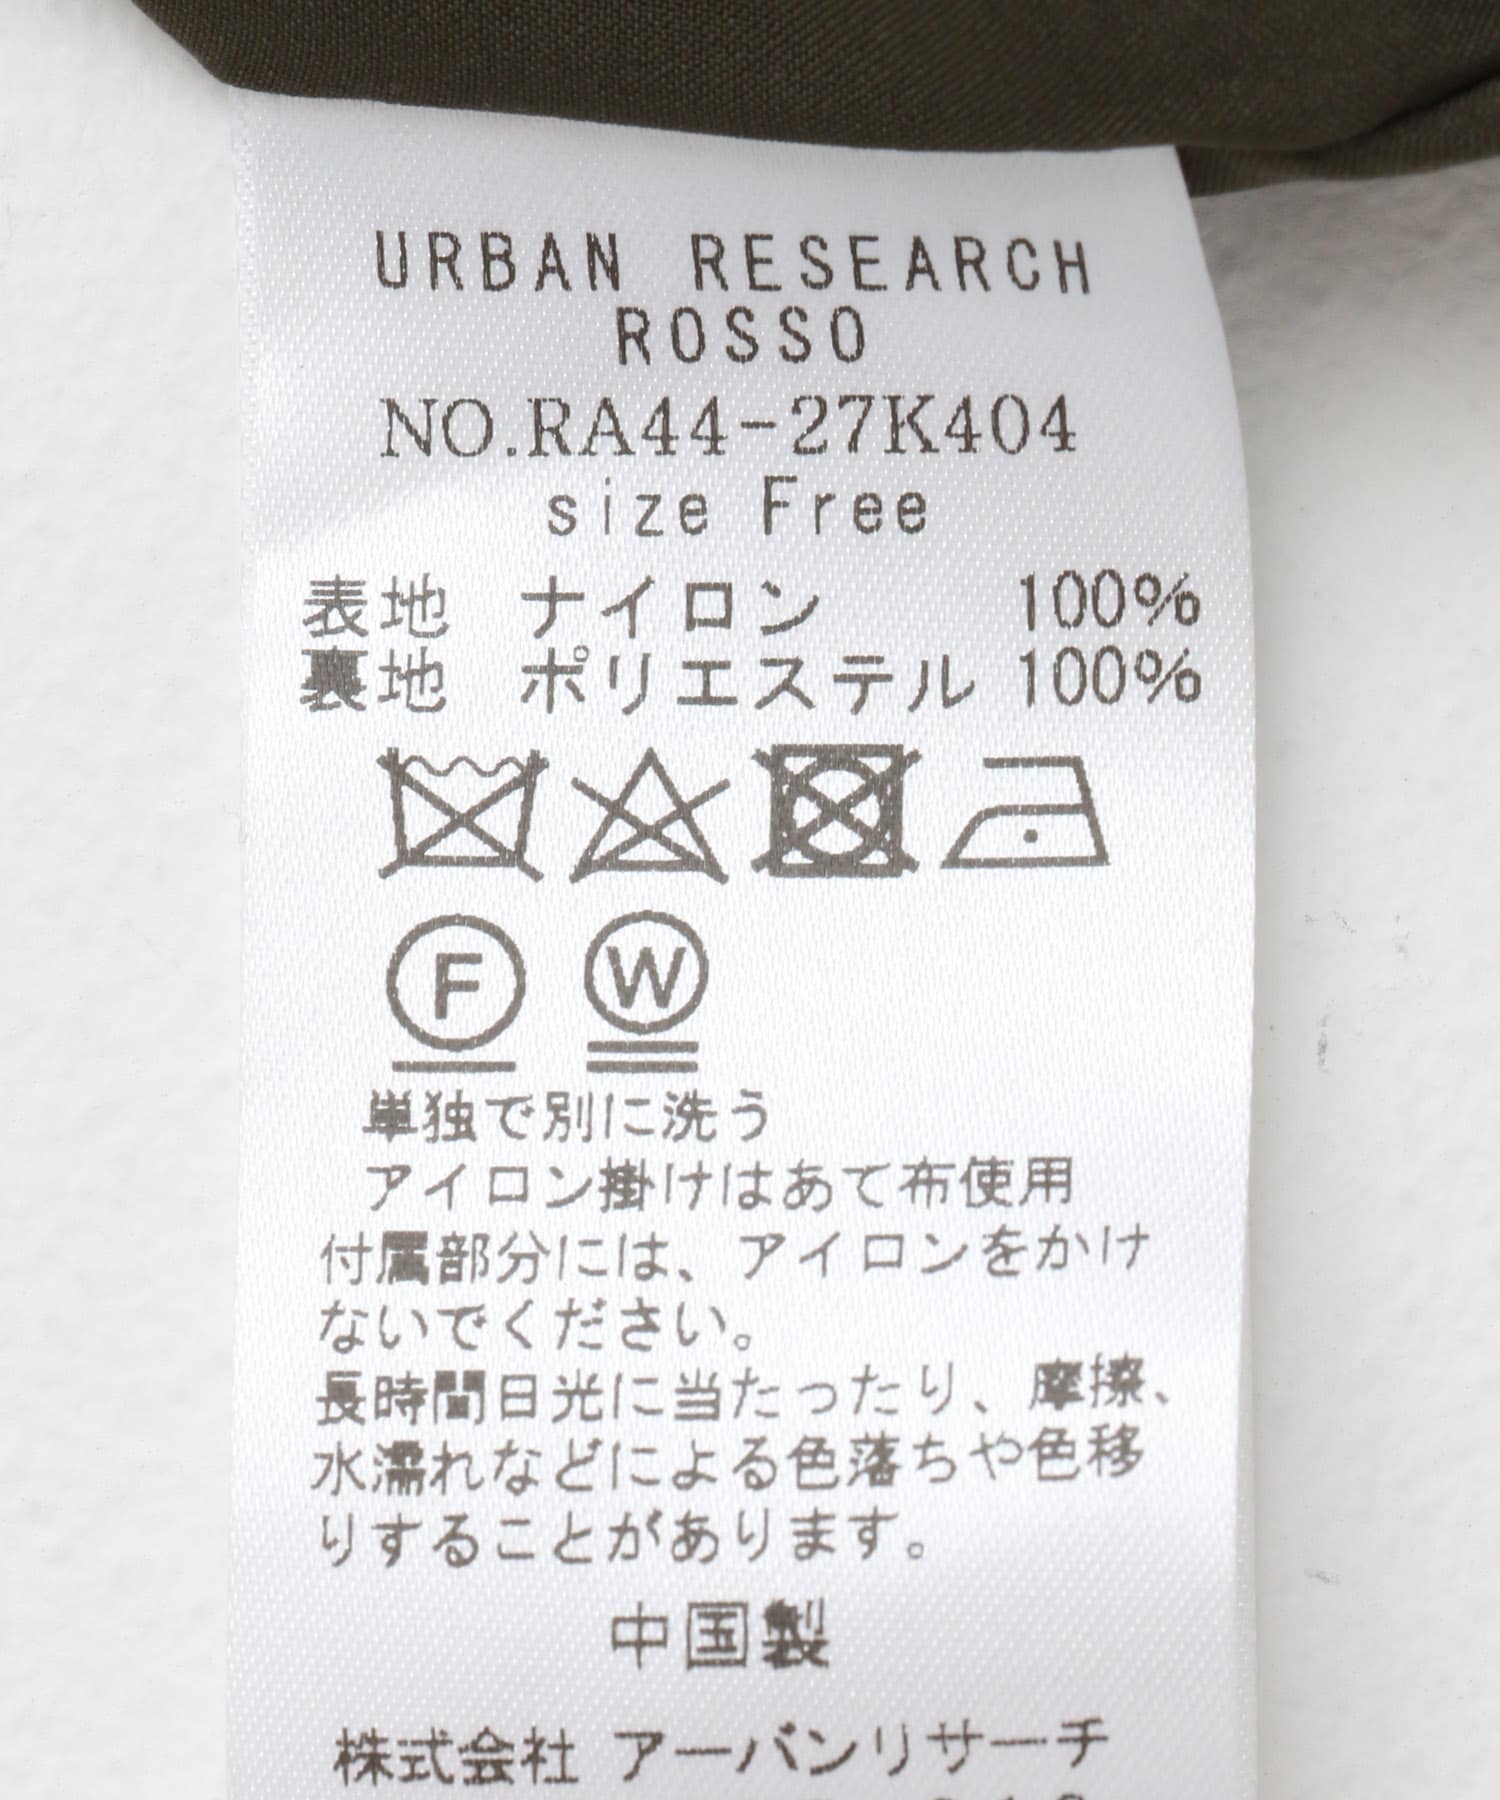 URBAN RESEARCH
ROSSO
NO.RA44-27K404
size Free
表地 ナイロン 100%
裏地 ポリエステル 100%
F W
単独で別に洗う
アイロン掛けはあて布使用
付属部分には、アイロンをかけ
ないでください。
長時間日光に当たったり、摩擦、
水濡れなどによる色落ちや色移
りすることがあります。
中国製
株式会社 アーバンリサーチ